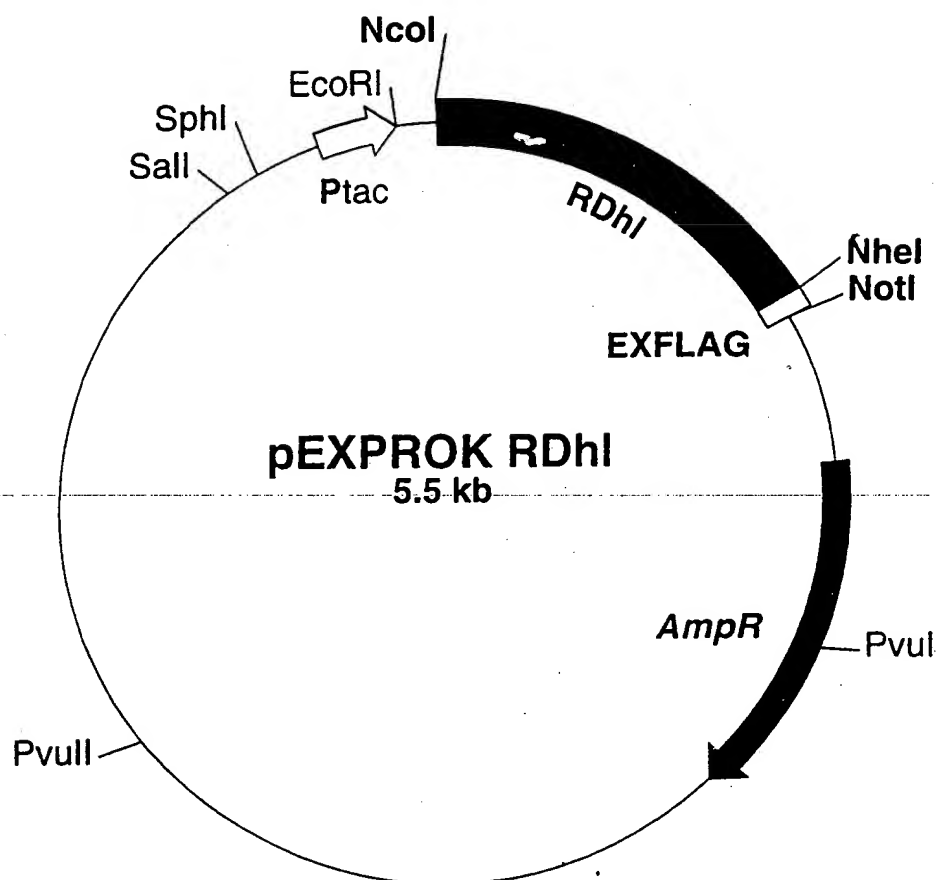 NcoI
EcoRI
SphI
SalI
Ptac
RDhI
NheI
NotI
EXFLAG
pEXPROK RDhI
5.5 kb
AmpR
PvuI
PvuII